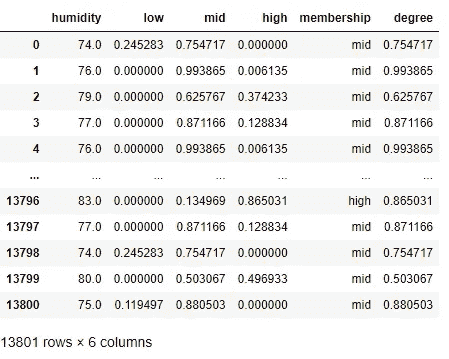 humidity low mid high membership degree
0 74.0 0.245283 0.754717 0.000000 mid 0.754717
1 76.0 0.000000 0.993865 0.006135 mid 0.993865
2 79.0 0.000000 0.625767 0.374233 mid 0.625767
3 77.0 0.000000 0.871166 0.128834 mid 0.871166
4 76.0 0.000000 0.993865 0.006135 mid 0.993865
... ... ... ... ... ... ...
13796 83.0 0.000000 0.134969 0.865031 high 0.865031
13797 77.0 0.000000 0.871166 0.128834 mid 0.871166
13798 74.0 0.245283 0.754717 0.000000 mid 0.754717
13799 80.0 0.000000 0.503067 0.496933 mid 0.503067
13800 75.0 0.119497 0.880503 0.000000 mid 0.880503
13801 rows × 6 columns